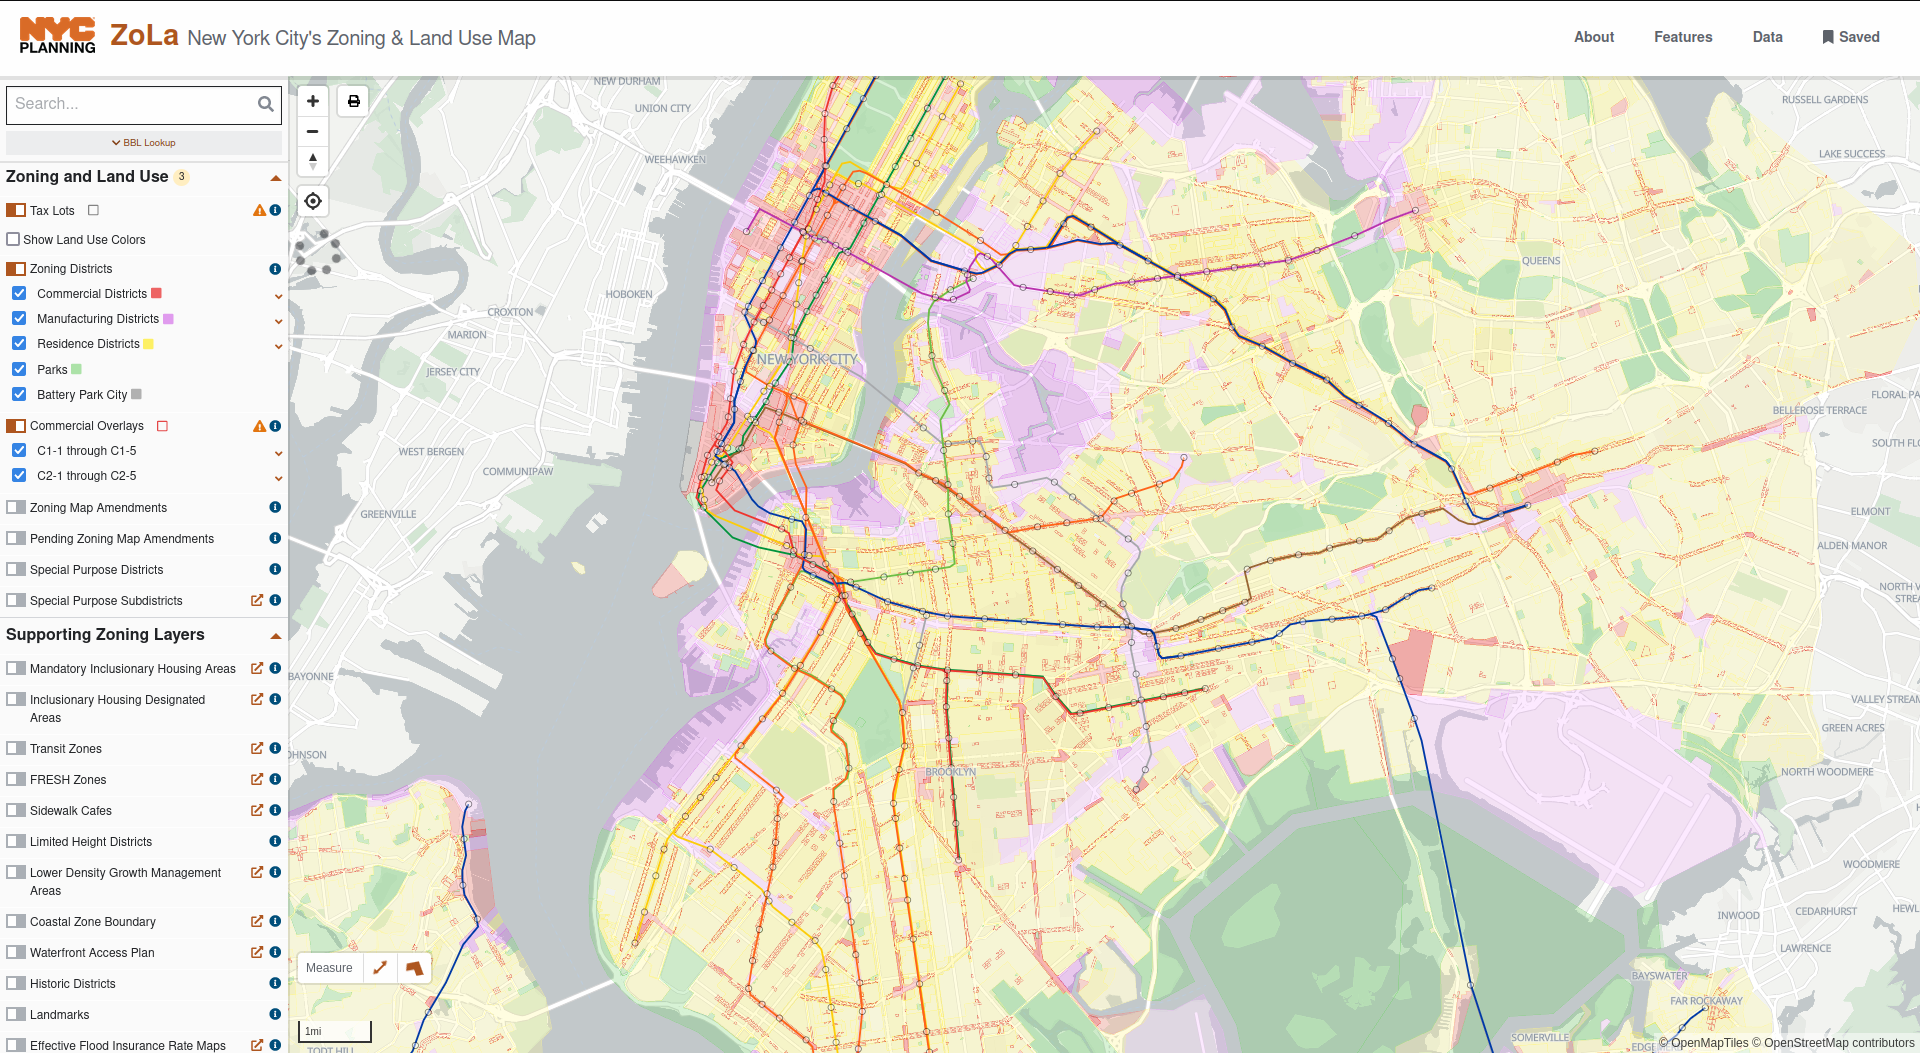 NYC
PLANNING
ZoLa New York City's Zoning & Land Use Map
About
Features
Data
Saved
Search...
BBL Lookup
Zoning and Land Use 3
Tax Lots
Show Land Use Colors
Zoning Districts
Commercial Districts
Manufacturing Districts
Residence Districts
Parks
Battery Park City
Commercial Overlays
C1-1 through C1-5
C2-1 through C2-5
Zoning Map Amendments
Pending Zoning Map Amendments
Special Purpose Districts
Special Purpose Subdistricts
Supporting Zoning Layers
Mandatory Inclusionary Housing Areas
Inclusionary Housing Designated
Areas
Transit Zones
FRESH Zones
Sidewalk Cafes
Limited Height Districts
Lower Density Growth Management
Areas
Coastal Zone Boundary
Waterfront Access Plan
Historic Districts
Landmarks
Effective Flood Insurance Rate Maps
NEW DURHAM
UNION CITY
WEEHAWKEN
HOBOKEN
CROXTON
MARION
JERSEY CITY
WEST BERGEN
COMMUNIPAW
GREENVILLE
BAYONNE
OHNSON
NEW YORK CITY
BROOKLYN
QUEENS
RUSSELL GARDENS
LAKE SUCCESS
FLORAL PA
BELLEROSE TERRACE
SOUTH FL
ELMONT
ALDEN MANOR
NORTH V
STREA
VALLEY STREAM
GREEN ACRES
NORTH WOODMERE
WOODMERE
INWOOD
CEDARHURST
HEWL
LAWRENCE
BAYSWATER
FAR ROCKAWAY
SOMERVILLE
EDGE
TODT HILL
Measure
1mi
© OpenMapTiles © OpenStreetMap contributors